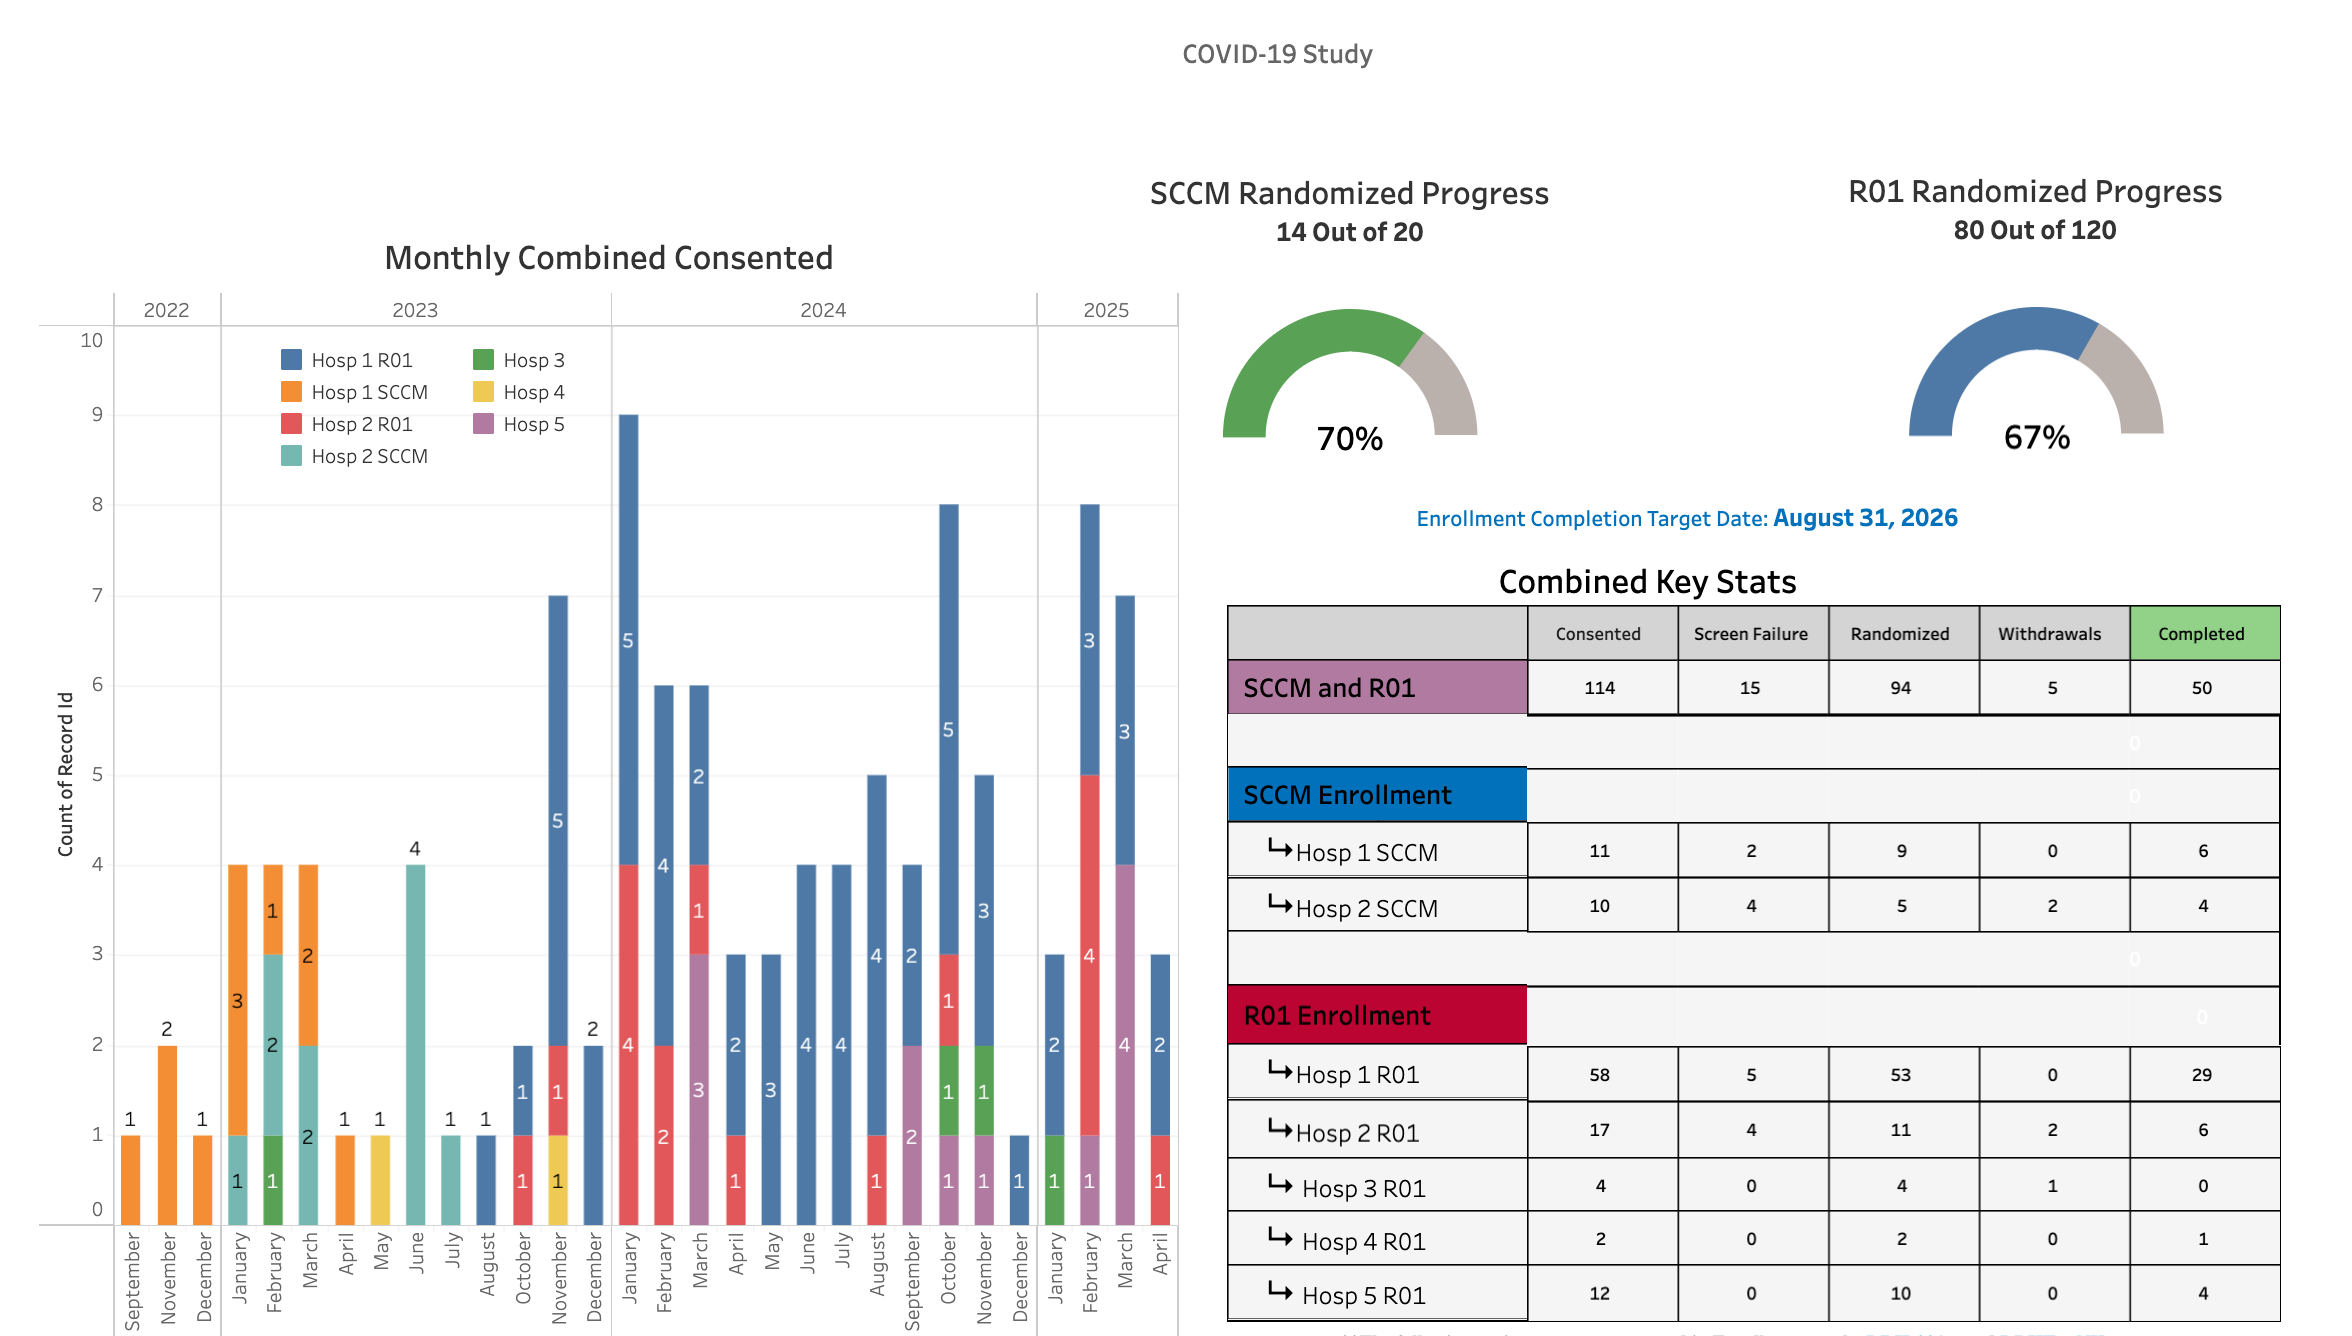 COVID-19 Study
SCCM Randomized Progress
14 Out of 20
R01 Randomized Progress
80 Out of 120
Monthly Combined Consented
2022 2023 2024 2025
Hosp 1 R01
Hosp 1 SCCM
Hosp 2 R01
Hosp 2 SCCM
Hosp 3
Hosp 4
Hosp 5
Count of Record Id
10
9
8
7
6
5
4
3
2
1
0
1
2
1
3
1
1
2
1
2
2
1
1
4
1
1
1
1
5
1
1
2
5
4
4
2
2
1
3
2
1
3
4
4
4
1
2
2
5
1
1
1
3
1
1
1
2
1
3
4
1
3
4
2
1
September November December January February March April May June July August October November December January February March April May June July August September October November December January February March April
70%
67%
Enrollment Completion Target Date: August 31, 2026
Combined Key Stats
Consented Screen Failure Randomized Withdrawals Completed
SCCM and R01 114 15 94 5 50
0
SCCM Enrollment 0
Hosp 1 SCCM 11 2 9 0 6
Hosp 2 SCCM 10 4 5 2 4
0
R01 Enrollment 0
Hosp 1 R01 58 5 53 0 29
Hosp 2 R01 17 4 11 2 6
Hosp 3 R01 4 0 4 1 0
Hosp 4 R01 2 0 2 0 1
Hosp 5 R01 12 0 10 0 4